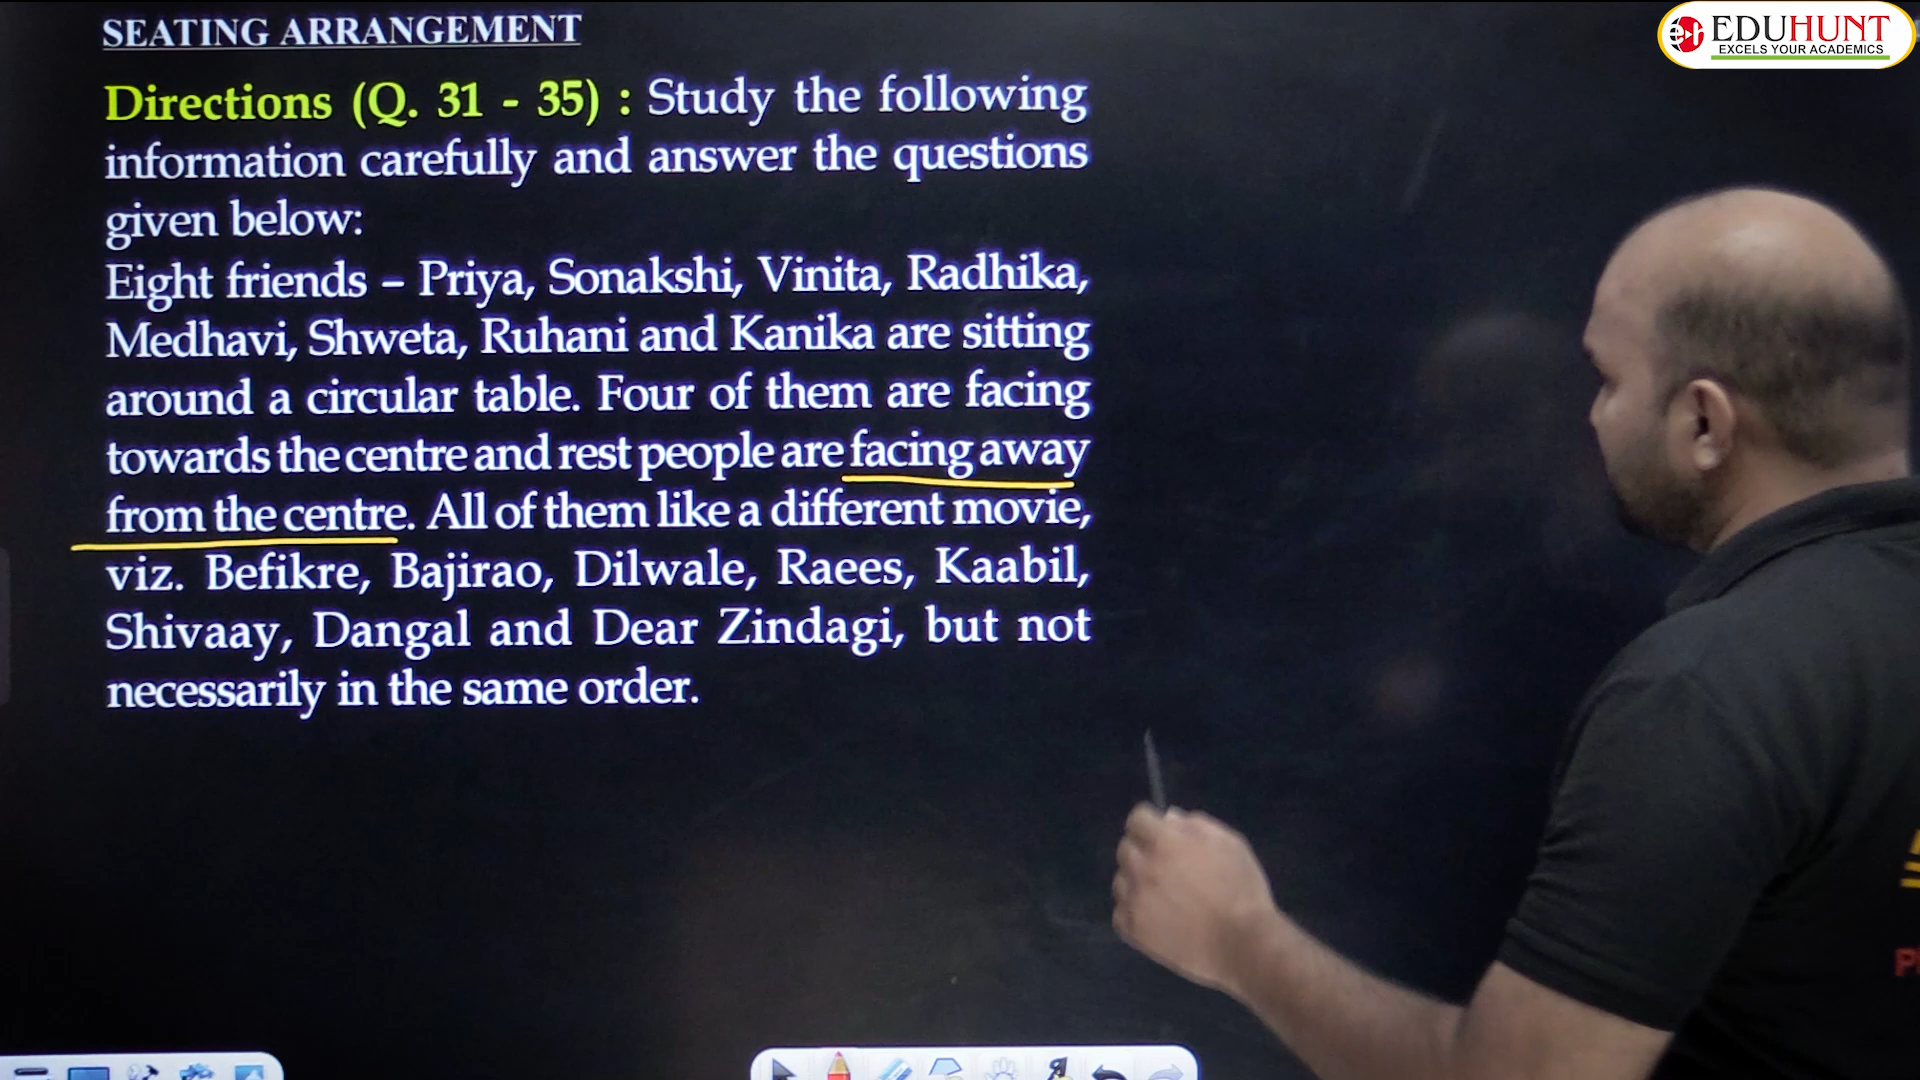 SEATING ARRANGEMENT
EDUHUNT
EXCELS YOUR ACADEMICS
Directions (Q. 31 - 35) : Study the following
information carefully and answer the questions
given below:
Eight friends – Priya, Sonakshi, Vinita, Radhika,
Medhavi, Shweta, Ruhani and Kanika are sitting
around a circular table. Four of them are facing
towards the centre and rest people are facing away
from the centre. All of them like a different movie,
viz. Befikre, Bajirao, Dilwale, Raees, Kaabil,
Shivaay, Dangal and Dear Zindagi, but not
necessarily in the same order.